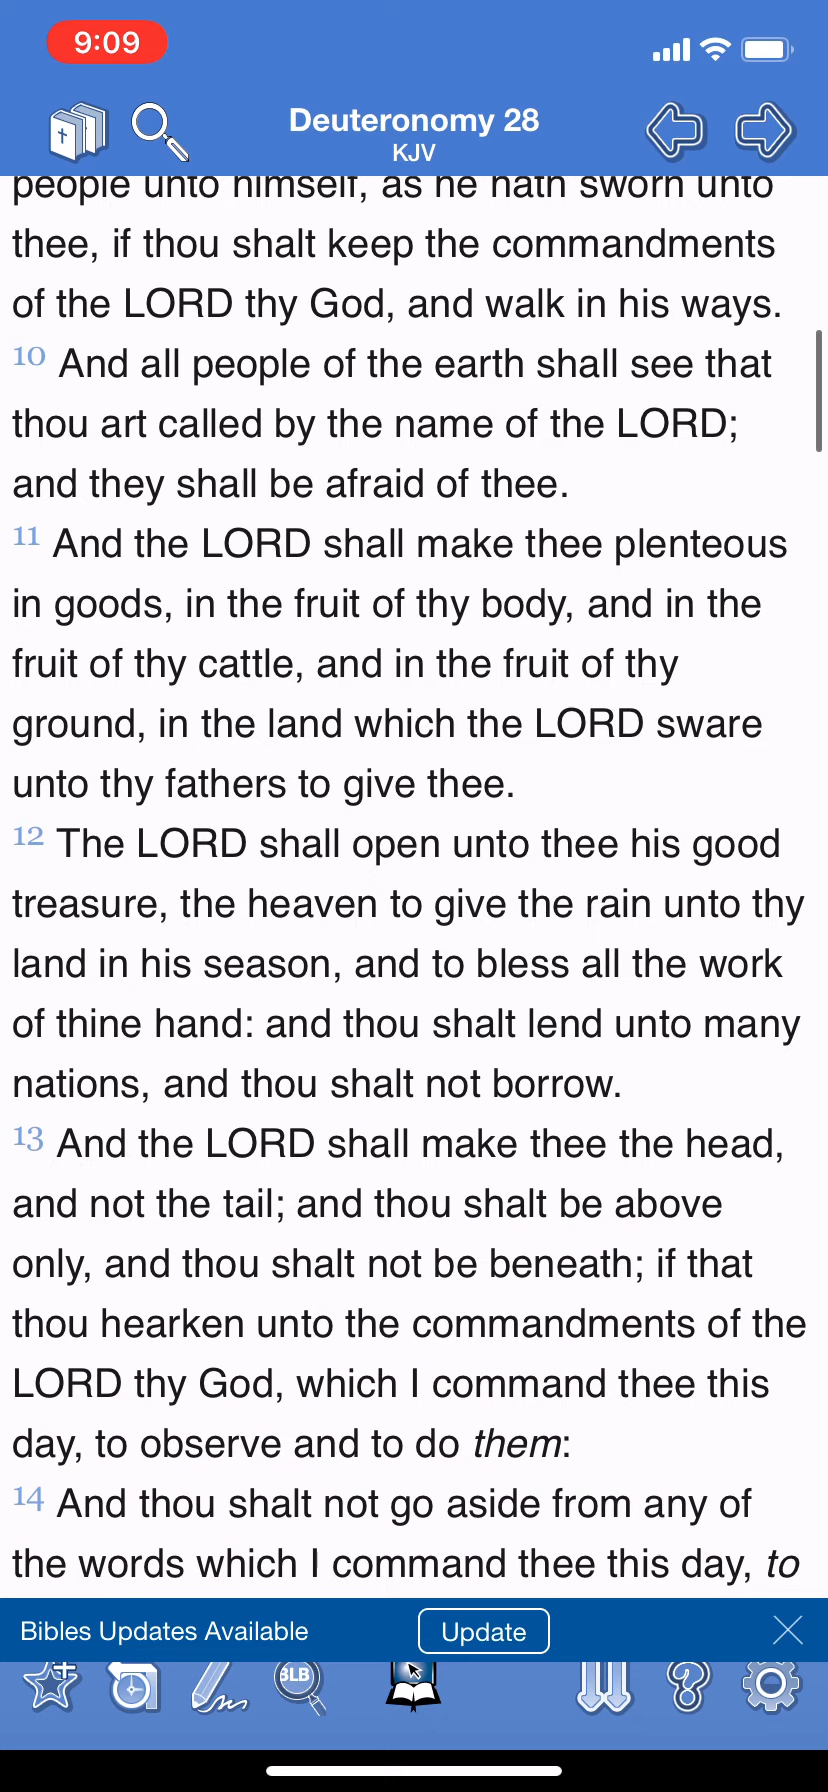 9:09
Deuteronomy 28
KJV
people unto himself, as he hath sworn unto
thee, if thou shalt keep the commandments
of the LORD thy God, and walk in his ways.
10 And all people of the earth shall see that
thou art called by the name of the LORD;
and they shall be afraid of thee.
11 And the LORD shall make thee plenteous
in goods, in the fruit of thy body, and in the
fruit of thy cattle, and in the fruit of thy
ground, in the land which the LORD sware
unto thy fathers to give thee.
12 The LORD shall open unto thee his good
treasure, the heaven to give the rain unto thy
land in his season, and to bless all the work
of thine hand: and thou shalt lend unto many
nations, and thou shalt not borrow.
13 And the LORD shall make thee the head,
and not the tail; and thou shalt be above
only, and thou shalt not be beneath; if that
thou hearken unto the commandments of the
LORD thy God, which I command thee this
day, to observe and to do them:
14 And thou shalt not go aside from any of
the words which I command thee this day, to
Bibles Updates Available Update
BLB